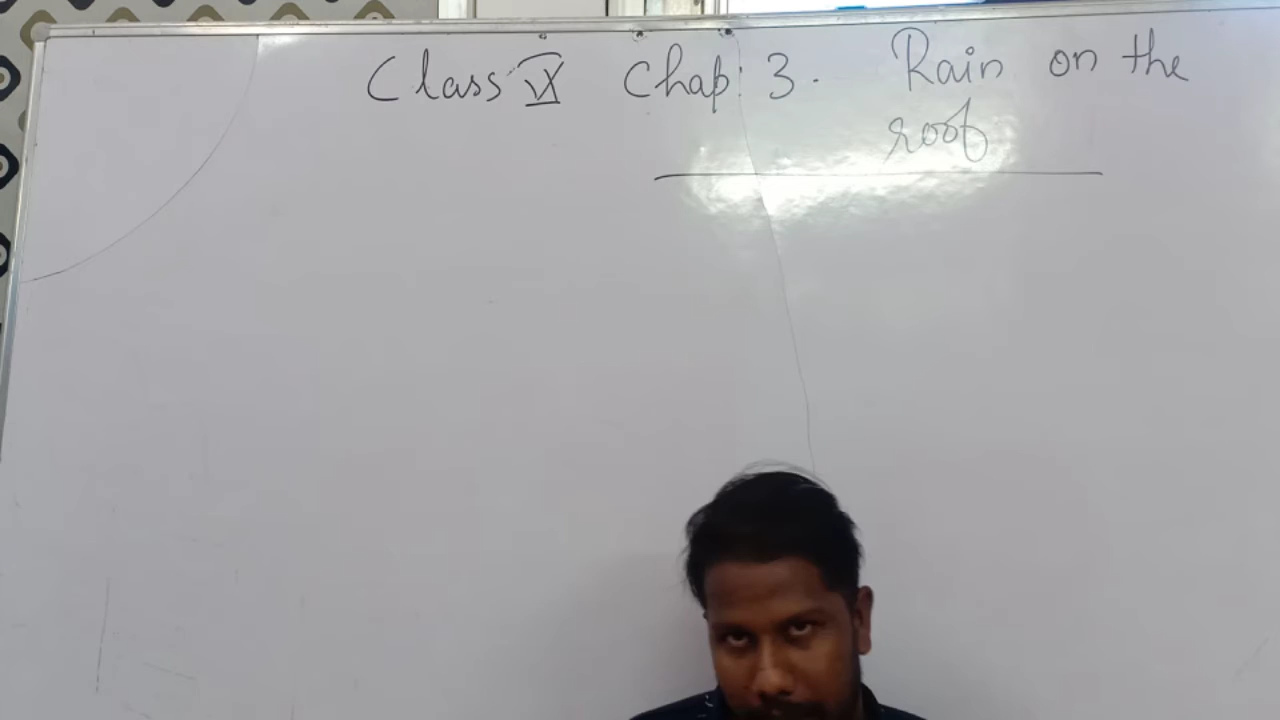 Class IX Chap: 3. Rain on the
roof